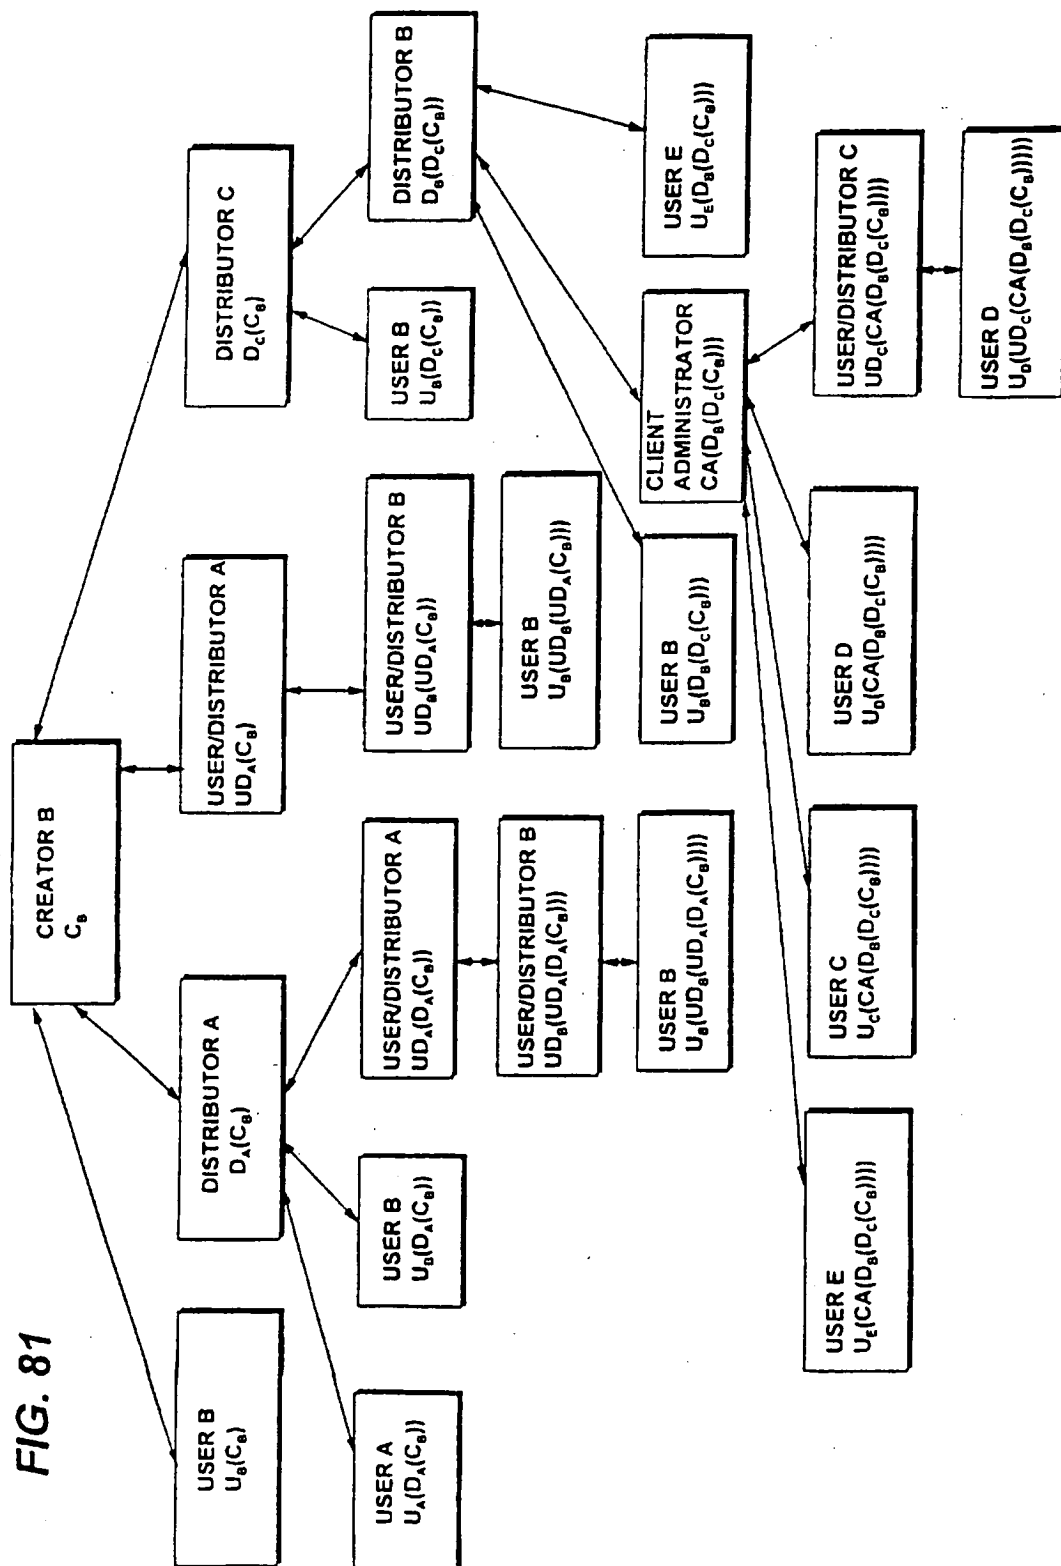 FIG. 81
CREATOR B
C_B
USER B
U_B(C_B)
DISTRIBUTOR A
D_A(C_B)
USER/DISTRIBUTOR A
UD_A(C_B)
DISTRIBUTOR C
D_C(C_B)
USER A
U_A(D_A(C_B))
USER B
U_B(D_A(C_B))
USER/DISTRIBUTOR A
UD_A(D_A(C_B))
USER/DISTRIBUTOR B
UD_B(UD_A(C_B))
USER B
U_B(D_C(C_B))
DISTRIBUTOR B
D_B(D_C(C_B))
USER/DISTRIBUTOR B
UD_B(UD_A(D_A(C_B)))
USER B
U_B(UD_B(UD_A(C_B)))
USER B
U_B(UD_B(UD_A(D_A(C_B))))
USER B
U_B(D_B(D_C(C_B)))
CLIENT
ADMINISTRATOR
CA(D_B(D_C(C_B)))
USER E
U_E(D_B(D_C(C_B)))
USER E
U_E(CA(D_B(D_C(C_B))))
USER C
U_C(CA(D_B(D_C(C_B))))
USER D
U_D(CA(D_B(D_C(C_B))))
USER/DISTRIBUTOR C
UD_C(CA(D_B(D_C(C_B))))
USER D
U_D(UD_C(CA(D_B(D_C(C_B)))))